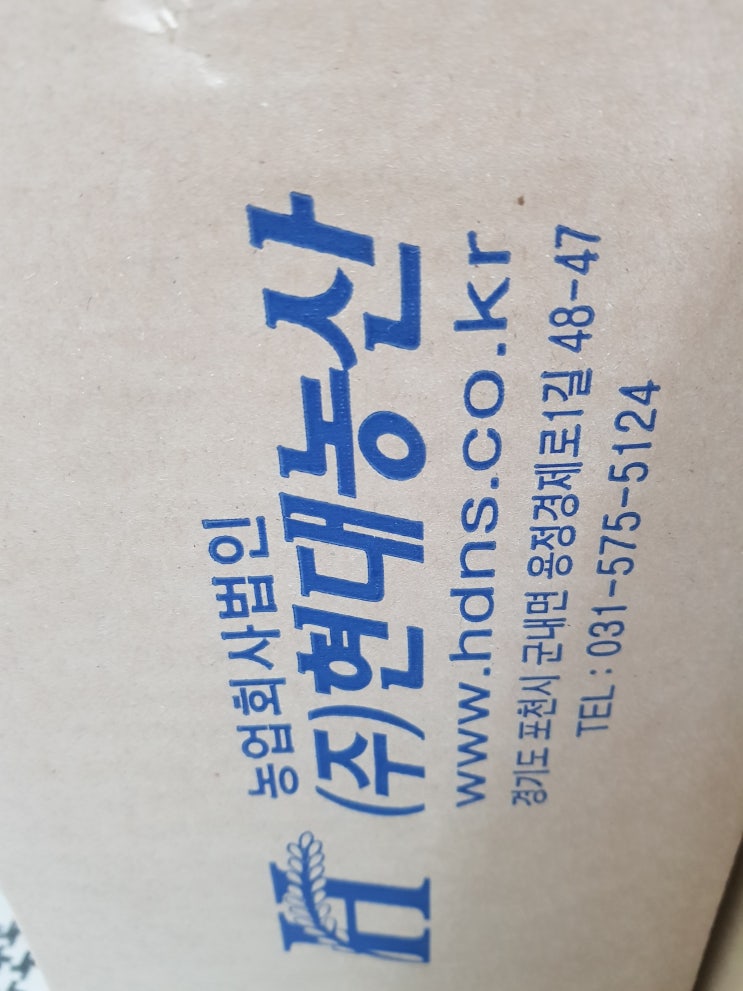 농업회사법인
(주)현대농산
www.hdns.co.kr
경기도 포천시 군내면 용정경제로1길 48-47
TEL : 031-575-5124